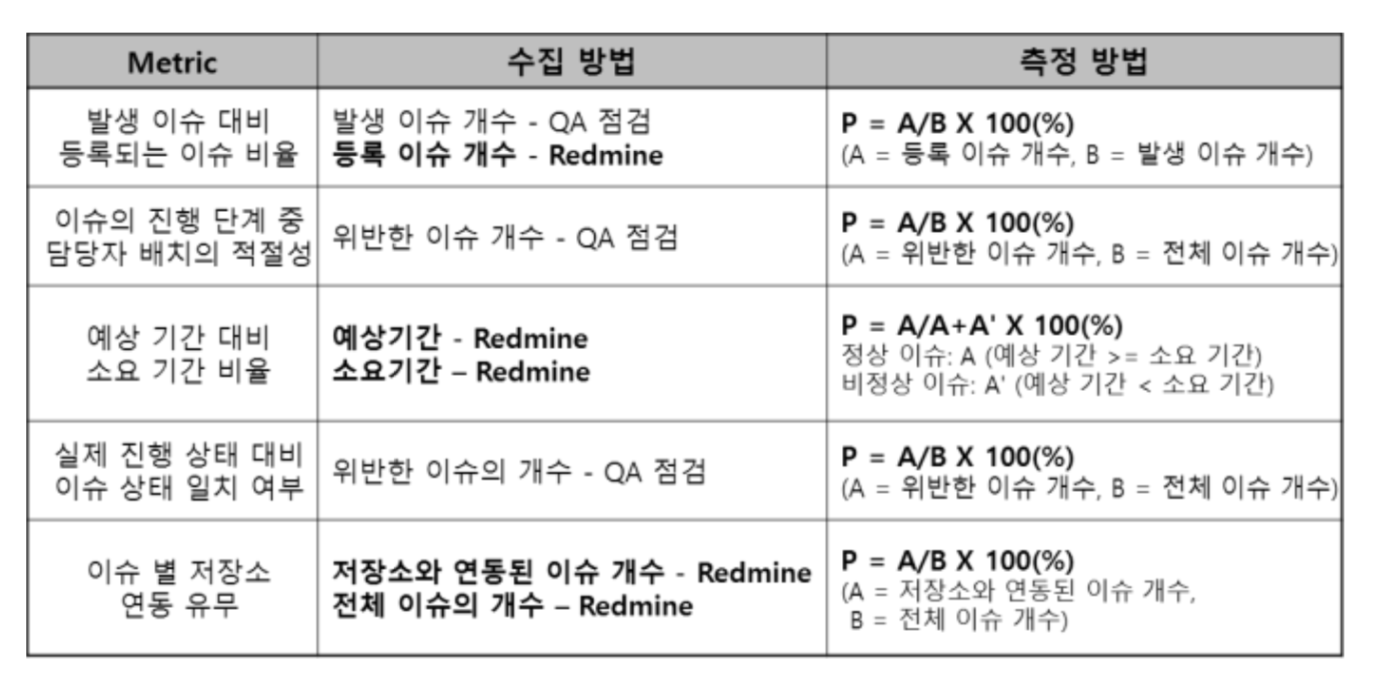 Metric
수집 방법
측정 방법
발생 이슈 대비
등록되는 이슈 비율
발생 이슈 개수 - QA 점검
등록 이슈 개수 - Redmine
P = A/B X 100(%)
(A = 등록 이슈 개수, B = 발생 이슈 개수)
이슈의 진행 단계 중
담당자 배치의 적절성
위반한 이슈 개수 - QA 점검
P = A/B X 100(%)
(A = 위반한 이슈 개수, B = 전체 이슈 개수)
예상 기간 대비
소요 기간 비율
예상기간 - Redmine
소요기간 – Redmine
P = A/A+A' X 100(%)
정상 이슈: A (예상 기간 >= 소요 기간)
비정상 이슈: A' (예상 기간 < 소요 기간)
실제 진행 상태 대비
이슈 상태 일치 여부
위반한 이슈의 개수 - QA 점검
P = A/B X 100(%)
(A = 위반한 이슈 개수, B = 전체 이슈 개수)
이슈 별 저장소
연동 유무
저장소와 연동된 이슈 개수 - Redmine
전체 이슈의 개수 – Redmine
P = A/B X 100(%)
(A = 저장소와 연동된 이슈 개수,
B = 전체 이슈 개수)